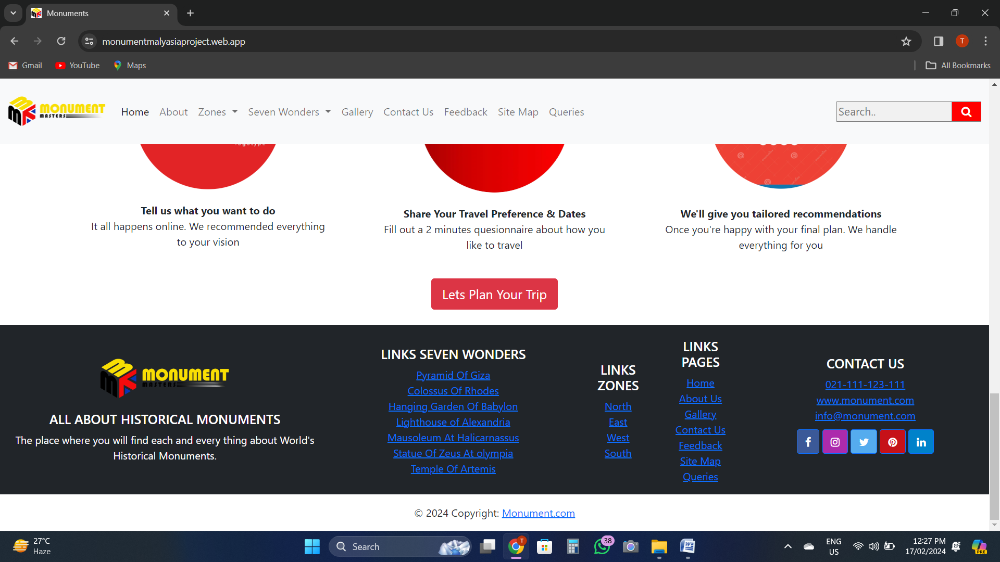 Monuments
monumentmalyasiaproject.web.app
T
Gmail YouTube Maps All Bookmarks
MONUMENT
MASTERS
Home About Zones Seven Wonders Gallery Contact Us Feedback Site Map Queries
Search..
Tell us what you want to do
It all happens online. We recommended everything
to your vision
Share Your Travel Preference & Dates
Fill out a 2 minutes quesionnaire about how you
like to travel
We'll give you tailored recommendations
Once you're happy with your final plan. We handle
everything for you
Lets Plan Your Trip
MONUMENT
MASTERS
ALL ABOUT HISTORICAL MONUMENTS
The place where you will find each and every thing about World's
Historical Monuments.
LINKS SEVEN WONDERS
Pyramid Of Giza
Colossus Of Rhodes
Hanging Garden Of Babylon
Lighthouse of Alexandria
Mausoleum At Halicarnassus
Statue Of Zeus At olympia
Temple Of Artemis
LINKS
ZONES
North
East
West
South
LINKS
PAGES
Home
About Us
Gallery
Contact Us
Feedback
Site Map
Queries
CONTACT US
021-111-123-111
www.monument.com
info@monument.com
© 2024 Copyright: Monument.com
27°C
Haze
Search
T
38
ENG
US
12:27 PM
17/02/2024
PRE